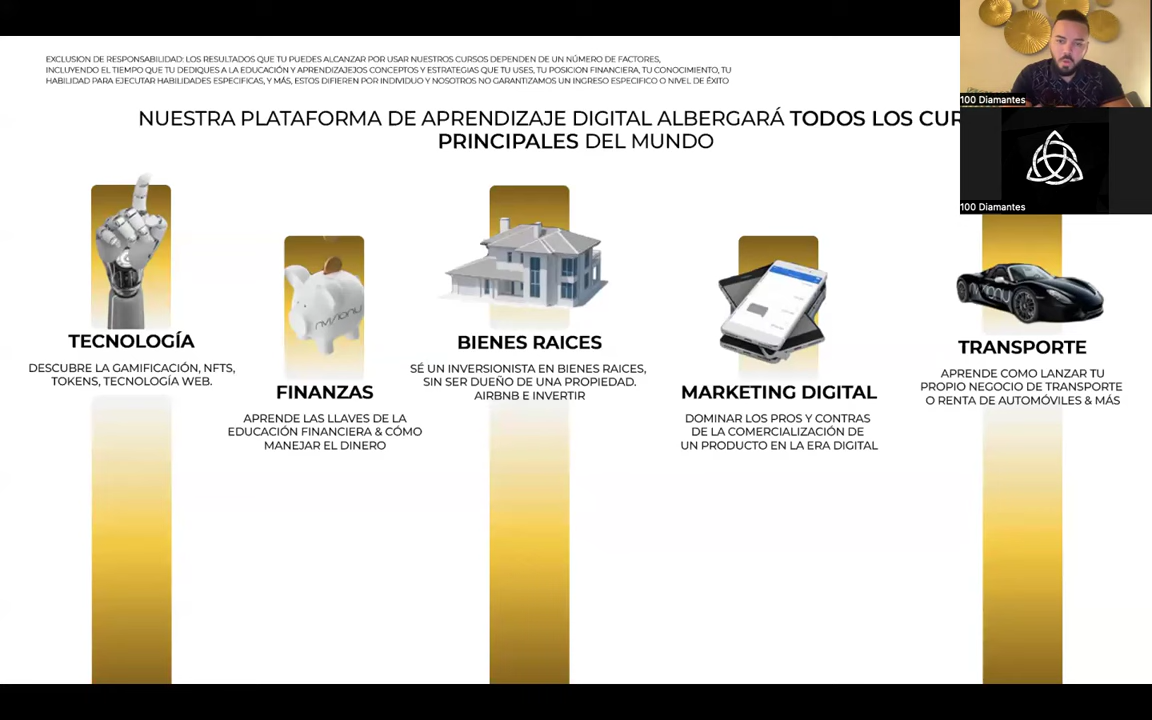 EXCLUSION DE RESPONSABILIDAD: LOS RESULTADOS QUE TU PUEDES ALCANZAR POR USAR NUESTROS CURSOS DEPENDEN DE UN NÚMERO DE FACTORES,
INCLUYENDO EL TIEMPO QUE TU DEDIQUES A LA EDUCACIÓN Y APRENDIZAJEJOS CONCEPTOS Y ESTRATEGIAS QUE TU USES, TU POSICION FINANCIERA, TU CONOCIMIENTO, TU
HABILIDAD PARA EJECUTAR HABILIDADES ESPECIFICAS, Y MÁS, ESTOS DIFIEREN POR INDIVIDUO Y NOSOTROS NO GARANTIZAMOS UN INGRESO ESPECIFICO O NIVEL DE ÉXITO
NUESTRA PLATAFORMA DE APRENDIZAJE DIGITAL ALBERGARÁ TODOS LOS CUR
PRINCIPALES DEL MUNDO
100 Diamantes
100 Diamantes
TECNOLOGÍA
DESCUBRE LA GAMIFICACIÓN, NFTS,
TOKENS, TECNOLOGÍA WEB.
FINANZAS
APRENDE LAS LLAVES DE LA
EDUCACIÓN FINANCIERA & CÓMO
MANEJAR EL DINERO
BIENES RAICES
SÉ UN INVERSIONISTA EN BIENES RAICES,
SIN SER DUEÑO DE UNA PROPIEDAD.
AIRBNB E INVERTIR
MARKETING DIGITAL
DOMINAR LOS PROS Y CONTRAS
DE LA COMERCIALIZACIÓN DE
UN PRODUCTO EN LA ERA DIGITAL
TRANSPORTE
APRENDE COMO LANZAR TU
PROPIO NEGOCIO DE TRANSPORTE
O RENTA DE AUTOMÓVILES & MÁS